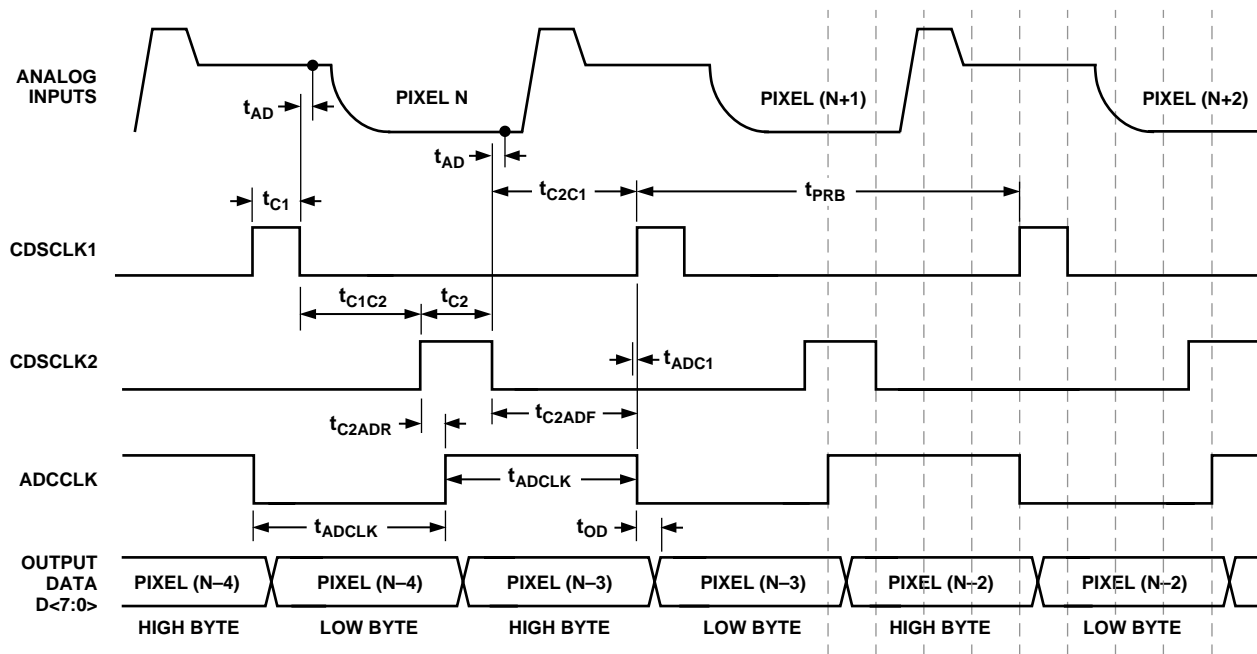 ANALOG
INPUTS
PIXEL N
PIXEL (N+1)
PIXEL (N+2)
tAD
tAD
tC1
tC2C1
tPRB
CDSCLK1
tC1C2
tC2
CDSCLK2
tADC1
tC2ADR
tC2ADF
ADCCLK
tADCLK
tADCLK
tOD
OUTPUT
DATA
D<7:0>
PIXEL (N–4)
PIXEL (N–4)
PIXEL (N–3)
PIXEL (N–3)
PIXEL (N–2)
PIXEL (N–2)
HIGH BYTE
LOW BYTE
HIGH BYTE
LOW BYTE
HIGH BYTE
LOW BYTE